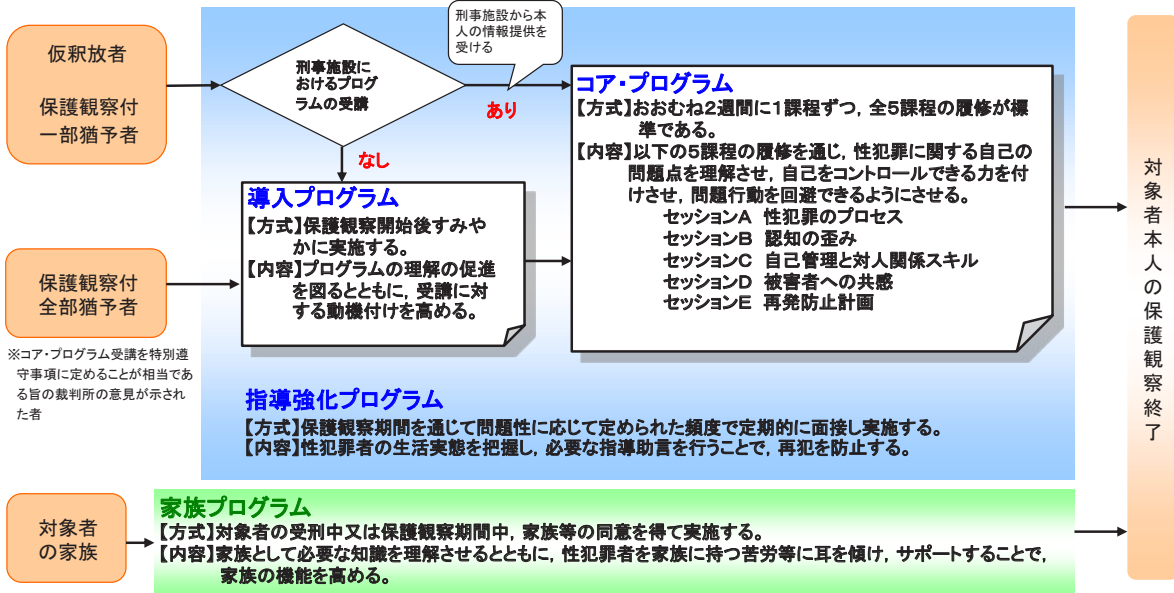 仮釈放者
保護観察付
一部猶予者
刑事施設に
おけるプログ
ラムの受講
刑事施設から本
人の情報提供を
受ける
あり
なし
コア・プログラム
【方式】おおむね2週間に1課程ずつ，全5課程の履修が標
準である。
【内容】以下の5課程の履修を通じ，性犯罪に関する自己の
問題点を理解させ，自己をコントロールできる力を付
けさせ，問題行動を回避できるようにさせる。
セッションA 性犯罪のプロセス
セッションB 認知の歪み
セッションC 自己管理と対人関係スキル
セッションD 被害者への共感
セッションE 再発防止計画
導入プログラム
【方式】保護観察開始後すみや
かに実施する。
【内容】プログラムの理解の促進
を図るとともに，受講に対
する動機付けを高める。
保護観察付
全部猶予者
※コア・プログラム受講を特別遵
守事項に定めることが相当であ
る旨の裁判所の意見が示され
た者
指導強化プログラム
【方式】保護観察期間を通じて問題性に応じて定められた頻度で定期的に面接し実施する。
【内容】性犯罪者の生活実態を把握し，必要な指導助言を行うことで，再犯を防止する。
対象者
の家族
家族プログラム
【方式】対象者の受刑中又は保護観察期間中，家族等の同意を得て実施する。
【内容】家族として必要な知識を理解させるとともに，性犯罪者を家族に持つ苦労等に耳を傾け，サポートすることで，
家族の機能を高める。
対象者本人の保護観察終了